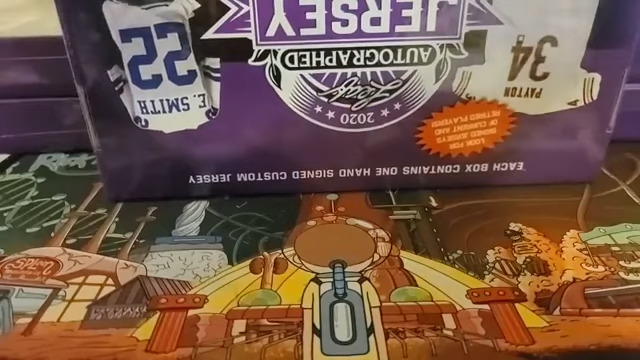 EACH BOX CONTAINS ONE HAND SIGNED CUSTOM JERSEY
LOOK FOR
SIGNED JERSEYS
OF CURRENT AND
RETIRED PLAYERS!
2020
Leaf
AUTOGRAPHED
JERSEY
PAYTON
34
E. SMITH
22